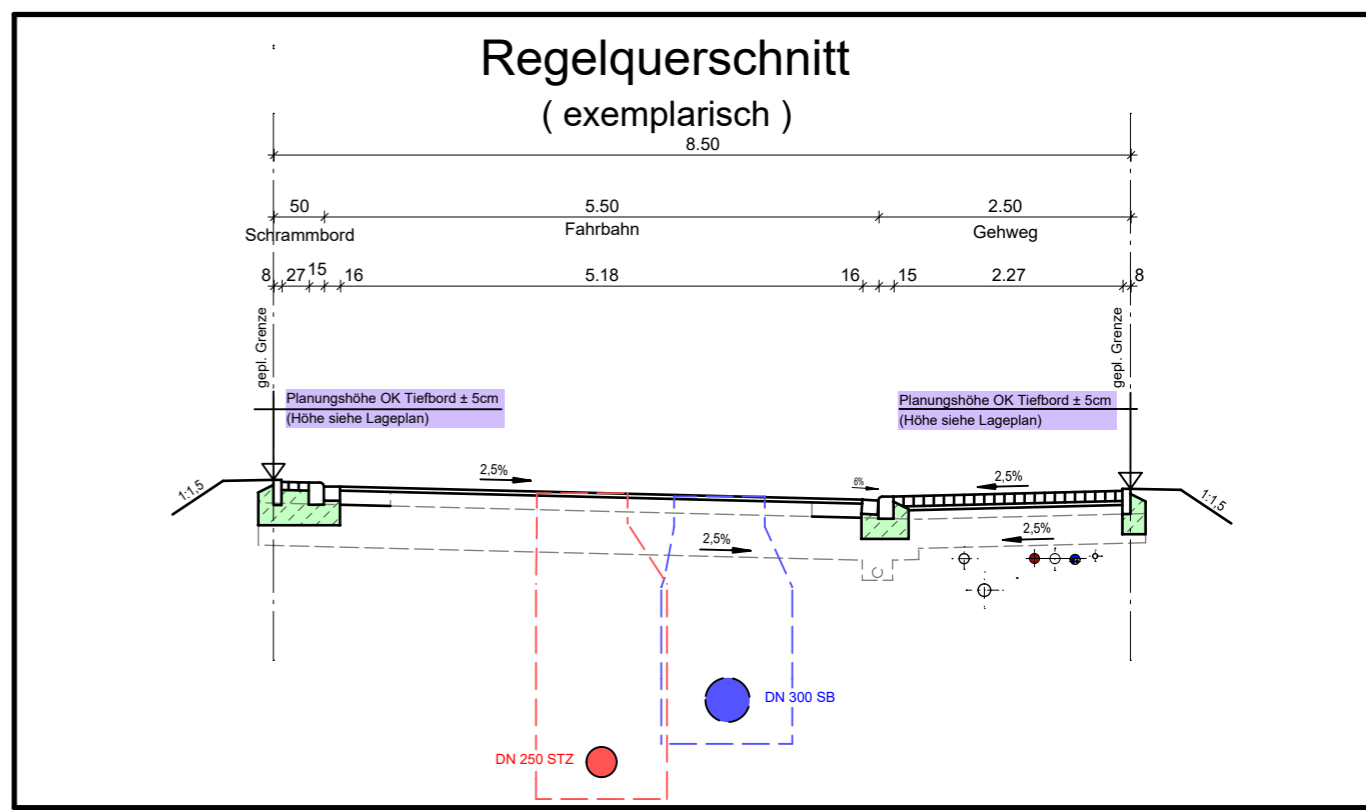 Regelquerschnitt
( exemplarisch )
8.50
50 5.50 2.50
Schrammbord Fahrbahn Gehweg
8 27 15 16 5.18 16 15 2.27 8
gepl. Grenze
gepl. Grenze
Planungshöhe OK Tiefbord ± 5cm
(Höhe siehe Lageplan)
Planungshöhe OK Tiefbord ± 5cm
(Höhe siehe Lageplan)
1:1,5
2,5%
6%
2,5%
1:1,5
2,5%
2,5%
DN 300 SB
DN 250 STZ